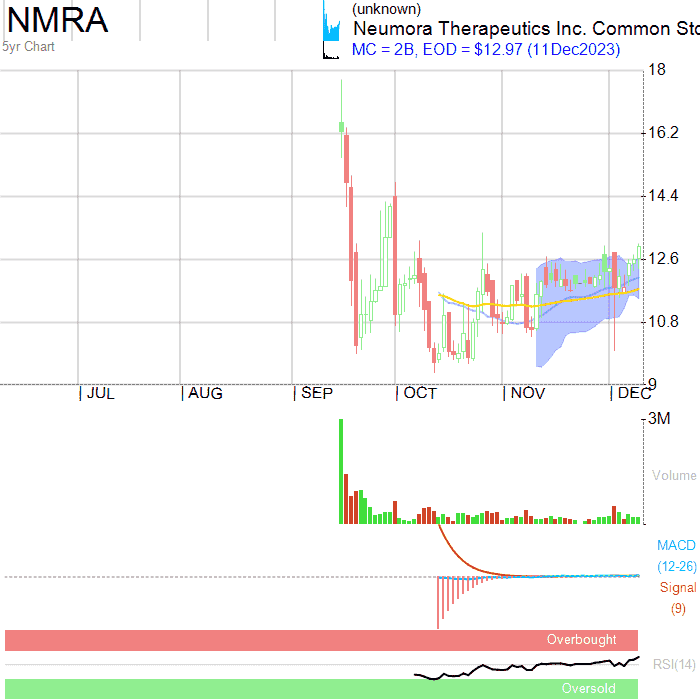 NMRA
5yr Chart
(unknown)
Neumora Therapeutics Inc. Common Sto
MC = 2B, EOD = $12.97 (11Dec2023)
18
16.2
14.4
12.6
10.8
9
JUL AUG SEP OCT NOV DEC
3M
Volume
MACD
(12-26)
Signal
(9)
Overbought
RSI(14)
Oversold